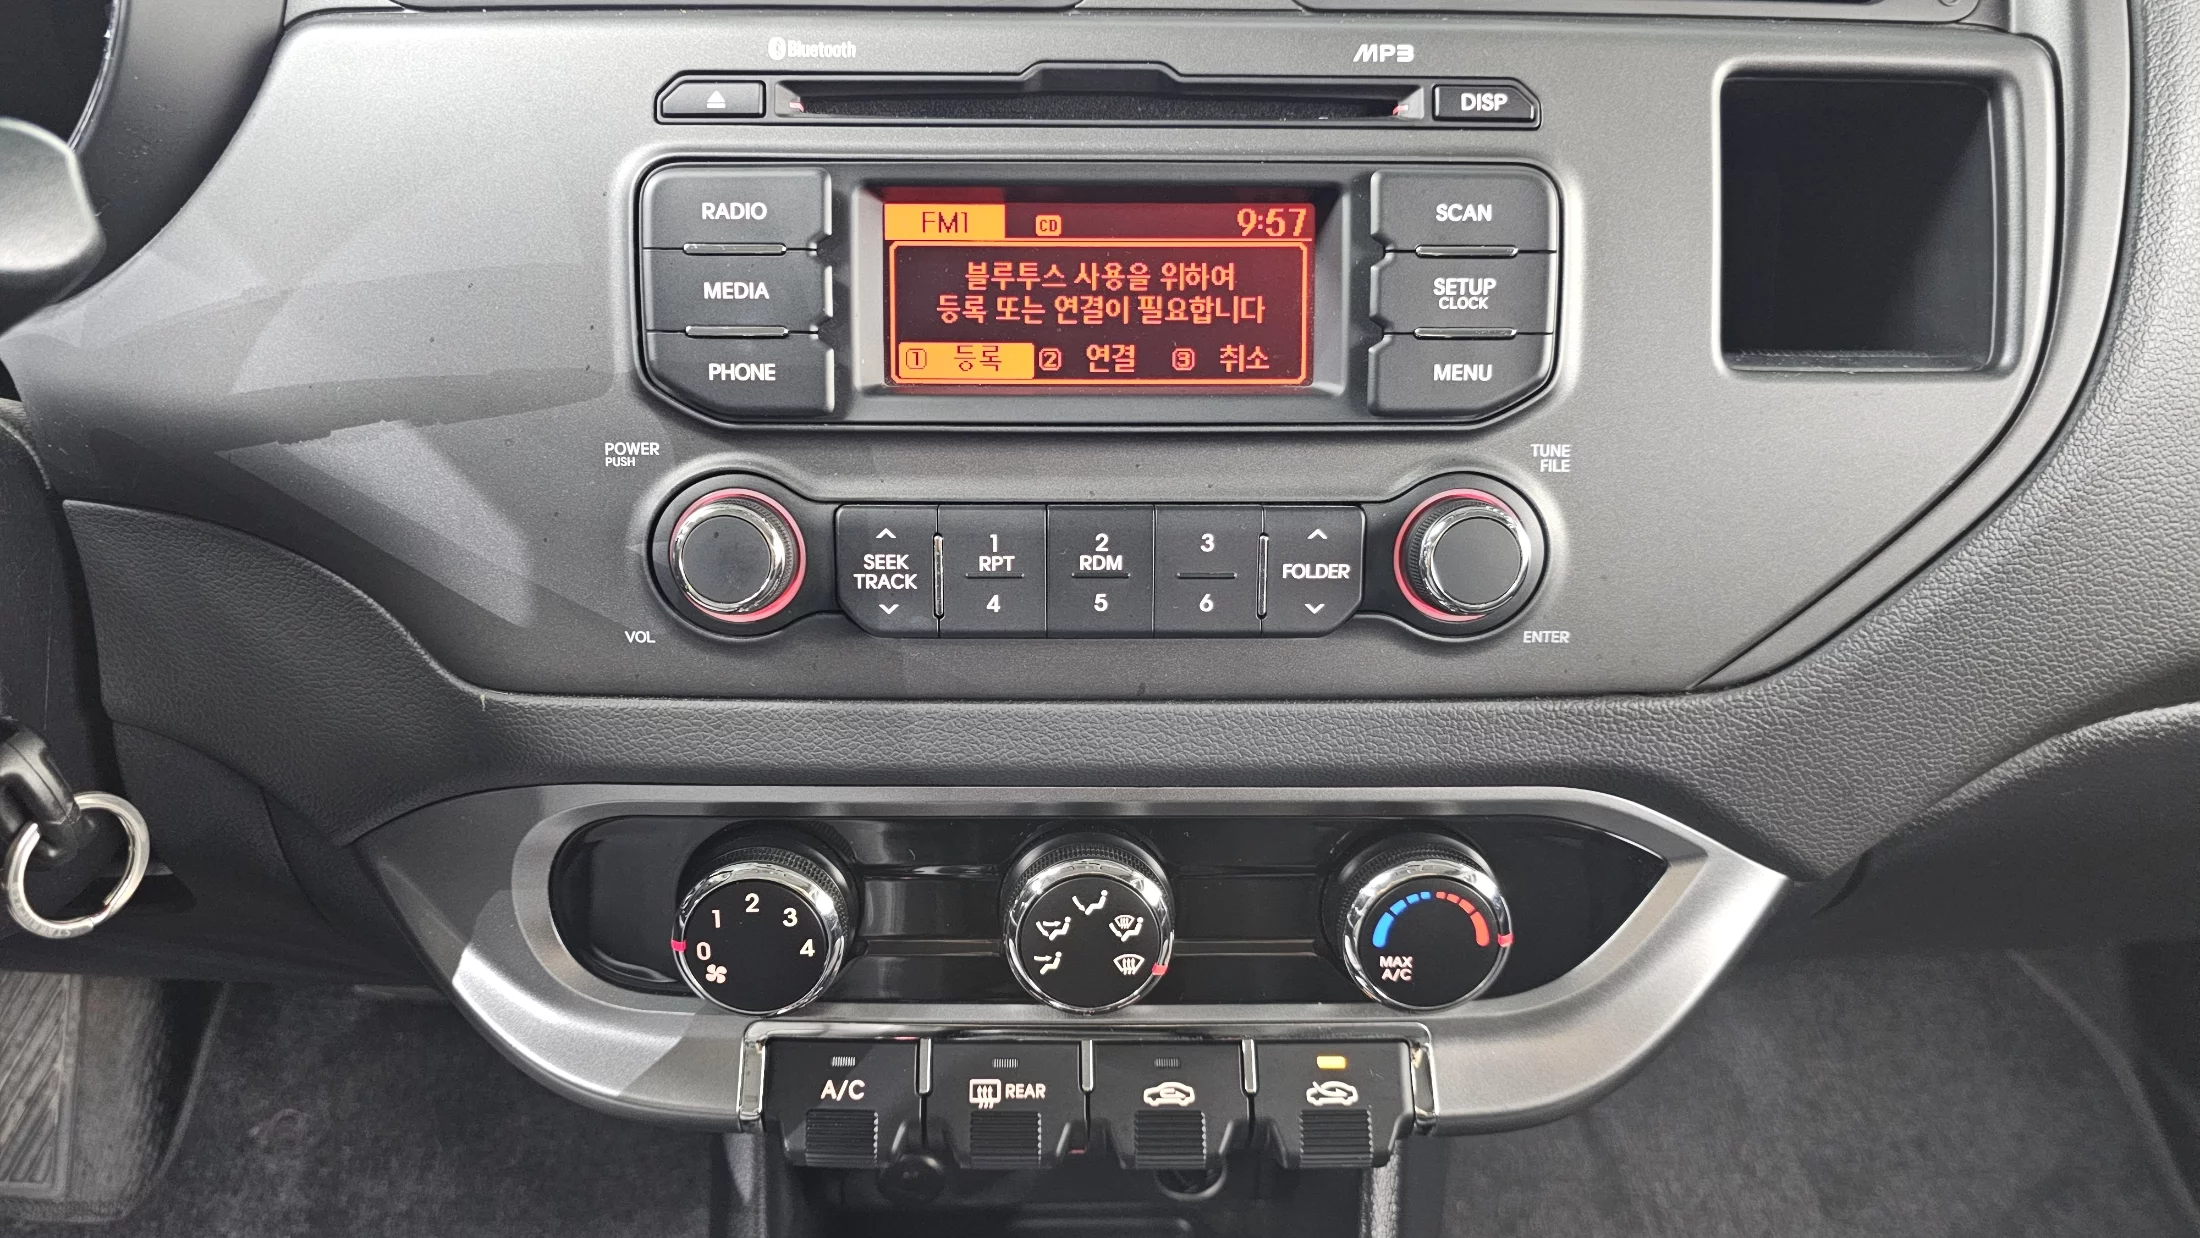 Bluetooth
MP3
DISP
RADIO
MEDIA
PHONE
FM1
CD
9:57
블루투스 사용을 위하여
등록 또는 연결이 필요합니다
1 등록 2 연결 3 취소
SCAN
SETUP
CLOCK
MENU
POWER
PUSH
VOL
SEEK
TRACK
1
RPT
4
2
RDM
5
3
6
FOLDER
TUNE
FILE
ENTER
0
1
2
3
4
MAX
A/C
A/C
REAR